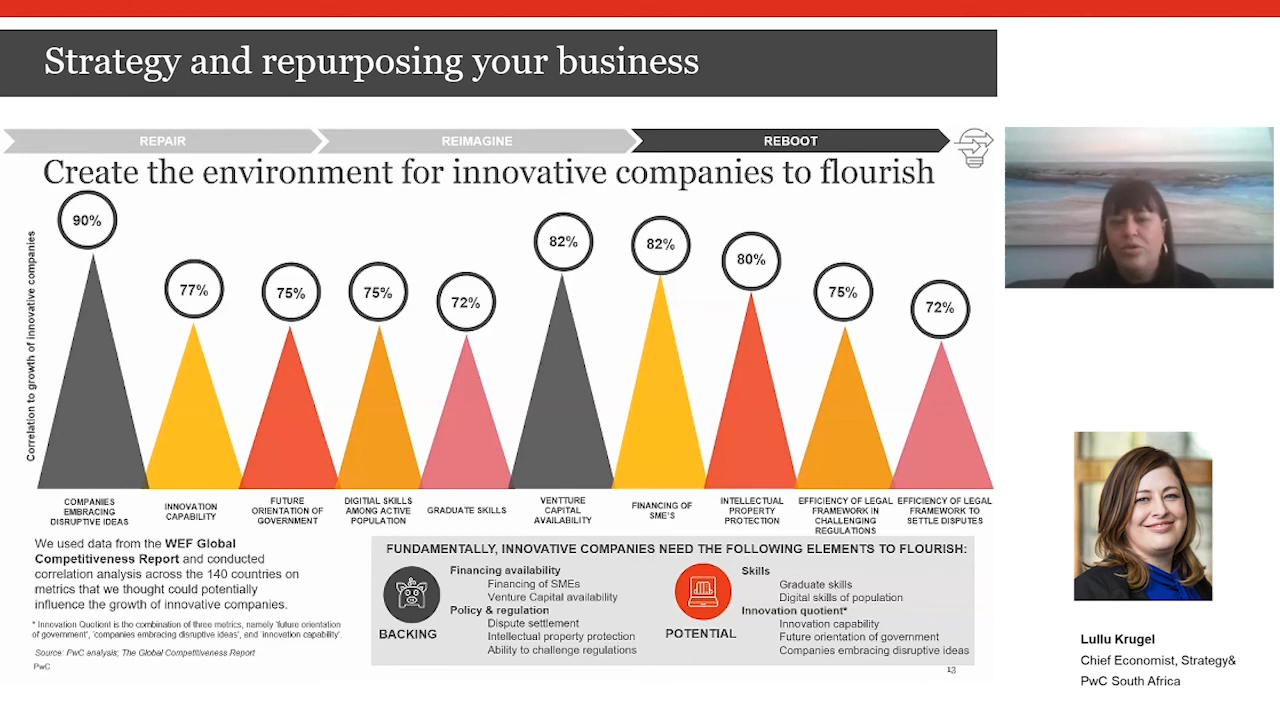 Strategy and repurposing your business
REPAIR
REIMAGINE
REBOOT
Create the environment for innovative companies to flourish
Correlation to growth of innovative companies
90%
77%
75%
75%
72%
82%
82%
80%
75%
72%
COMPANIES
EMBRACING
DISRUPTIVE IDEAS
INNOVATION
CAPABILITY
FUTURE
ORIENTATION OF
GOVERNMENT
DIGITIAL SKILLS
AMONG ACTIVE
POPULATION
GRADUATE SKILLS
VENTTURE
CAPITAL
AVAILABILITY
FINANCING OF
SME'S
INTELLECTUAL
PROPERTY
PROTECTION
EFFICIENCY OF LEGAL
FRAMEWORK IN
CHALLENGING
REGULATIONS
EFFICIENCY OF LEGAL
FRAMEWORK TO
SETTLE DISPUTES
We used data from the WEF Global
Competitiveness Report and conducted
correlation analysis across the 140 countries on
metrics that we thought could potentially
influence the growth of innovative companies.
* Innovation Quotient is the combination of three metrics, namely 'future orientation
of government', 'companies embracing disruptive ideas', and 'innovation capability'.
Source: PwC analysis; The Global Competitiveness Report
PwC
FUNDAMENTALLY, INNOVATIVE COMPANIES NEED THE FOLLOWING ELEMENTS TO FLOURISH:
BACKING
Financing availability
Financing of SMEs
Venture Capital availability
Policy & regulation
Dispute settlement
Intellectual property protection
Ability to challenge regulations
POTENTIAL
Skills
Graduate skills
Digital skills of population
Innovation quotient*
Innovation capability
Future orientation of government
Companies embracing disruptive ideas
13
Lullu Krugel
Chief Economist, Strategy&
PwC South Africa